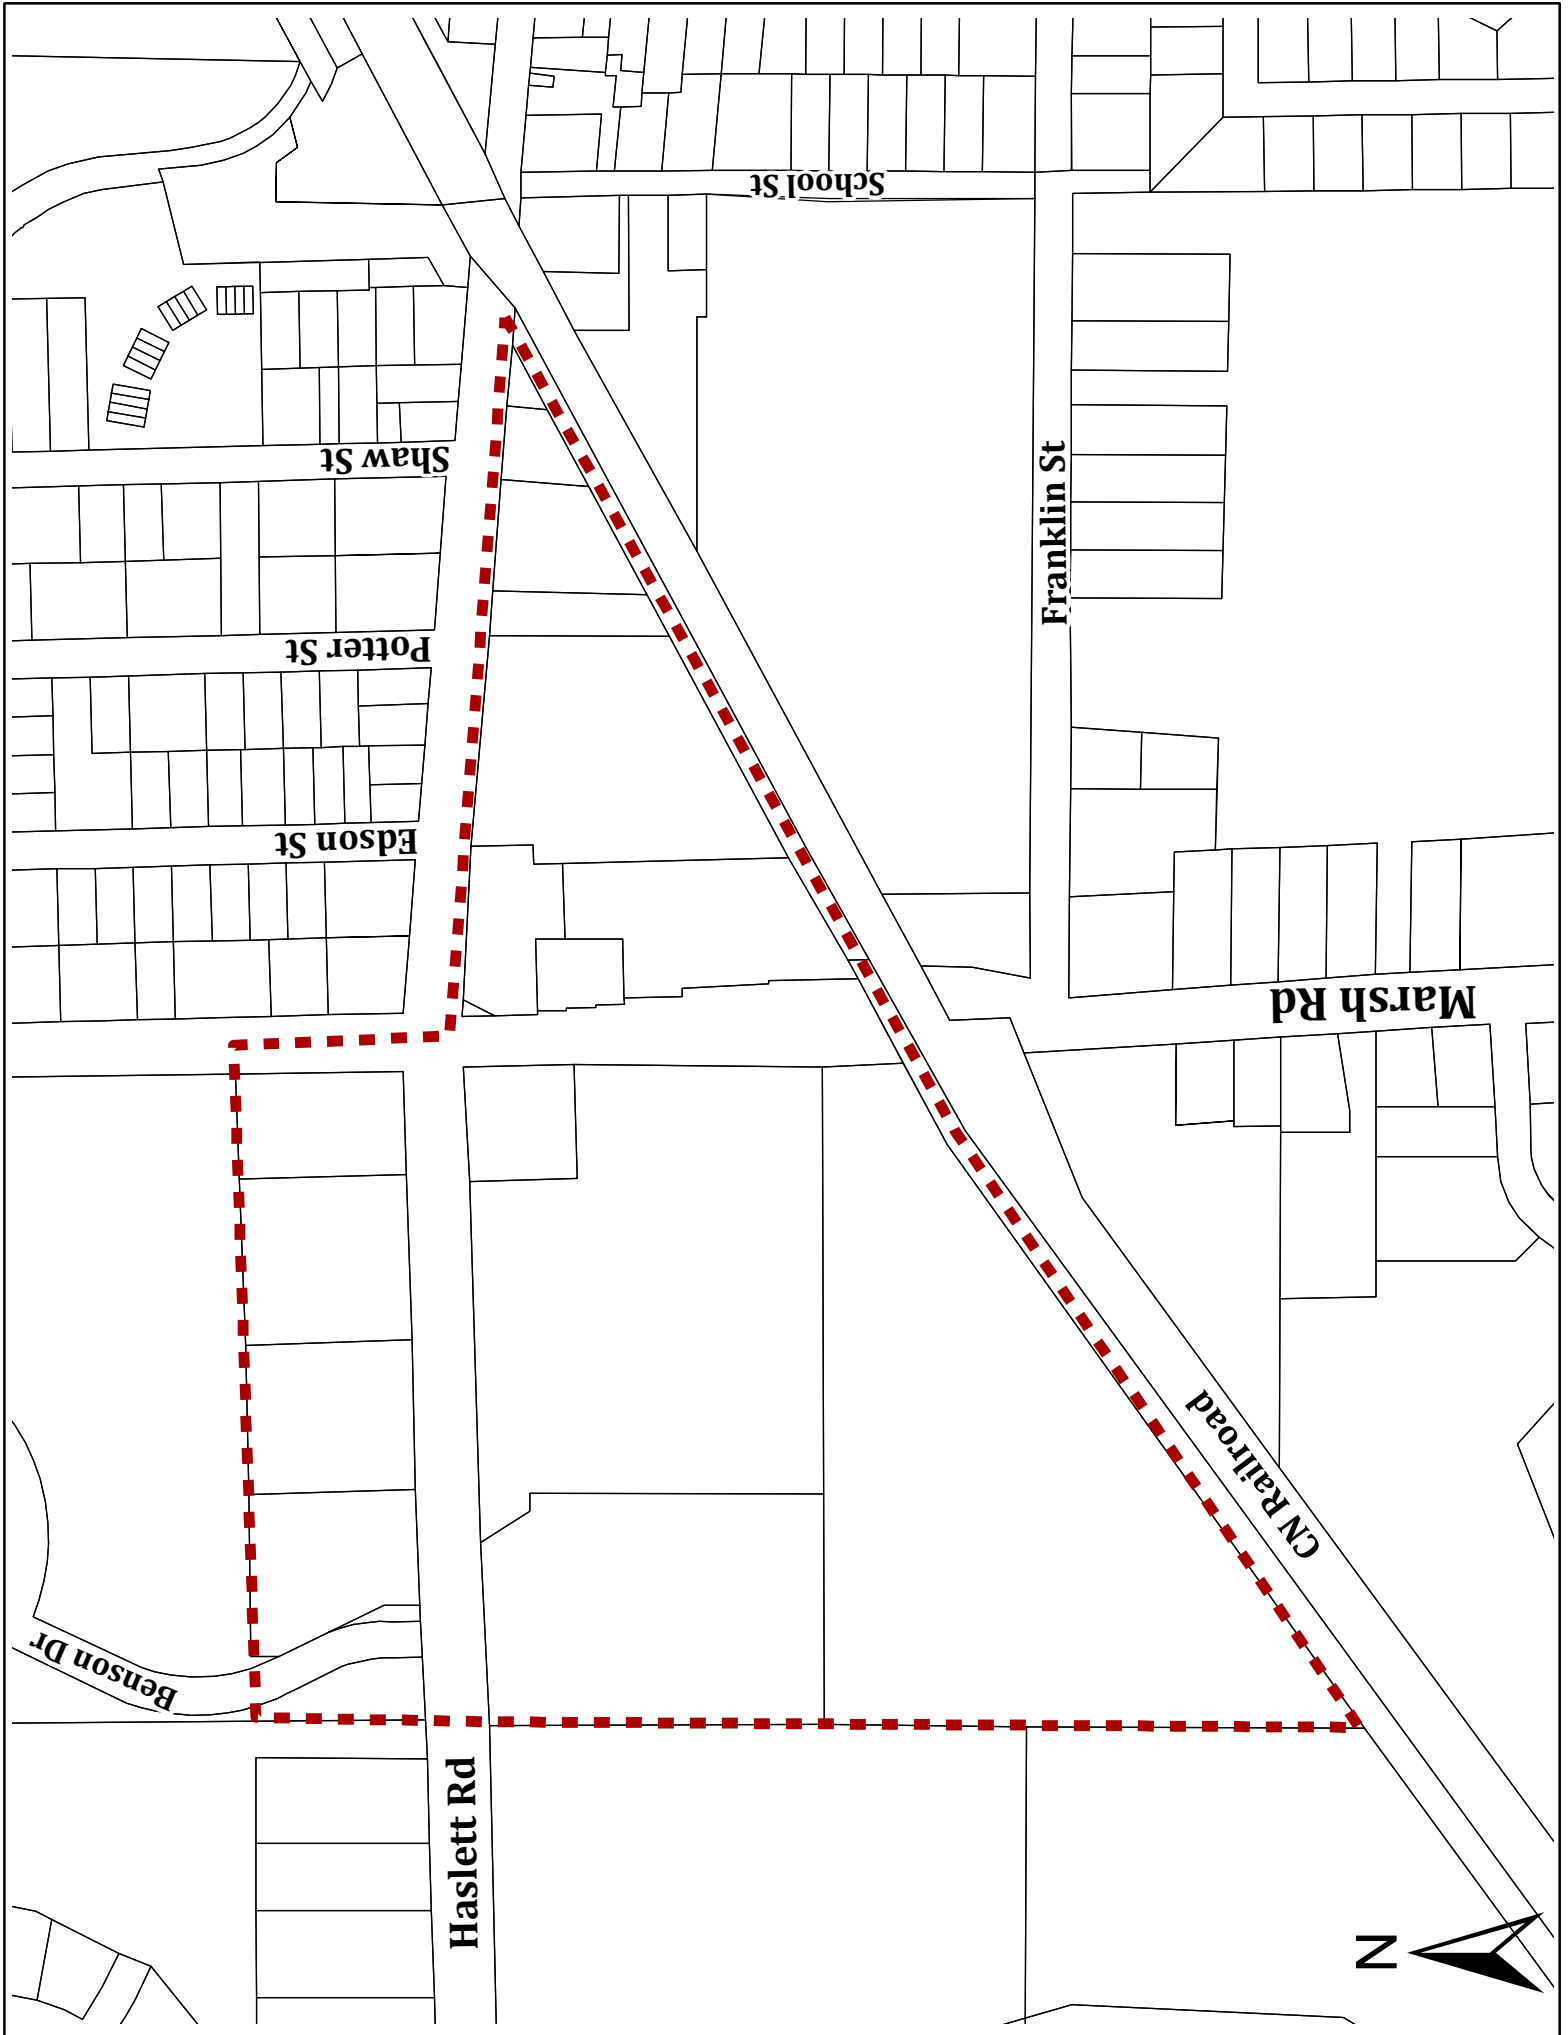 School St
Shaw St
Franklin St
Potter St
Edson St
Marsh Rd
CN Railroad
Benson Dr
Haslett Rd
N